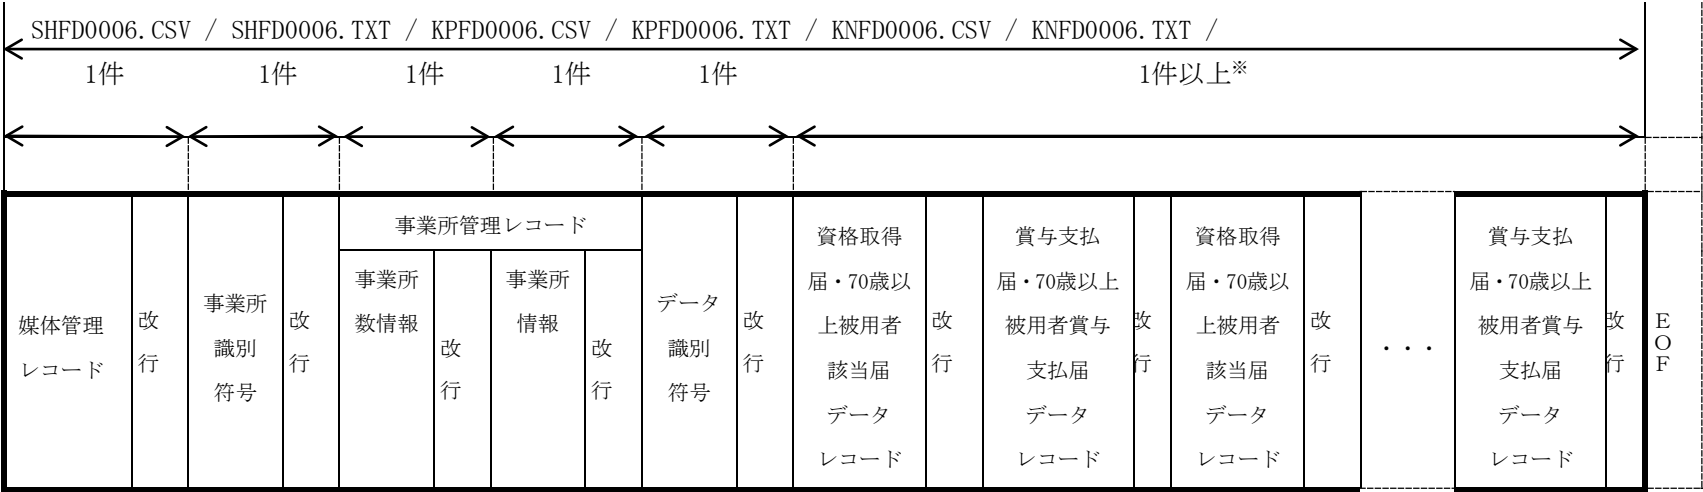 SHFD0006.CSV / SHFD0006.TXT / KPFD0006.CSV / KPFD0006.TXT / KNFD0006.CSV / KNFD0006.TXT /
1件
1件
1件
1件
1件
1件以上※
媒体管理
レコード
改
行
事業所
識別
符号
改
行
事業所管理レコード
事業所
数情報
改
行
事業所
情報
改
行
データ
識別
符号
改
行
資格取得
届・70歳以
上被用者
該当届
データ
レコード
改
行
賞与支払
届・70歳以上
被用者賞与
支払届
データ
レコード
改
行
資格取得
届・70歳以
上被用者
該当届
データ
レコード
改
行
・・・
賞与支払
届・70歳以上
被用者賞与
支払届
データ
レコード
改
行
E
O
F